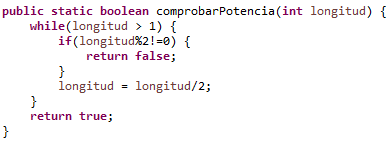 public static boolean comprobarPotencia(int longitud) {
    while(longitud > 1) {
        if(longitud%2!=0) {
            return false;
        }
        longitud = longitud/2;
    }
    return true;
}